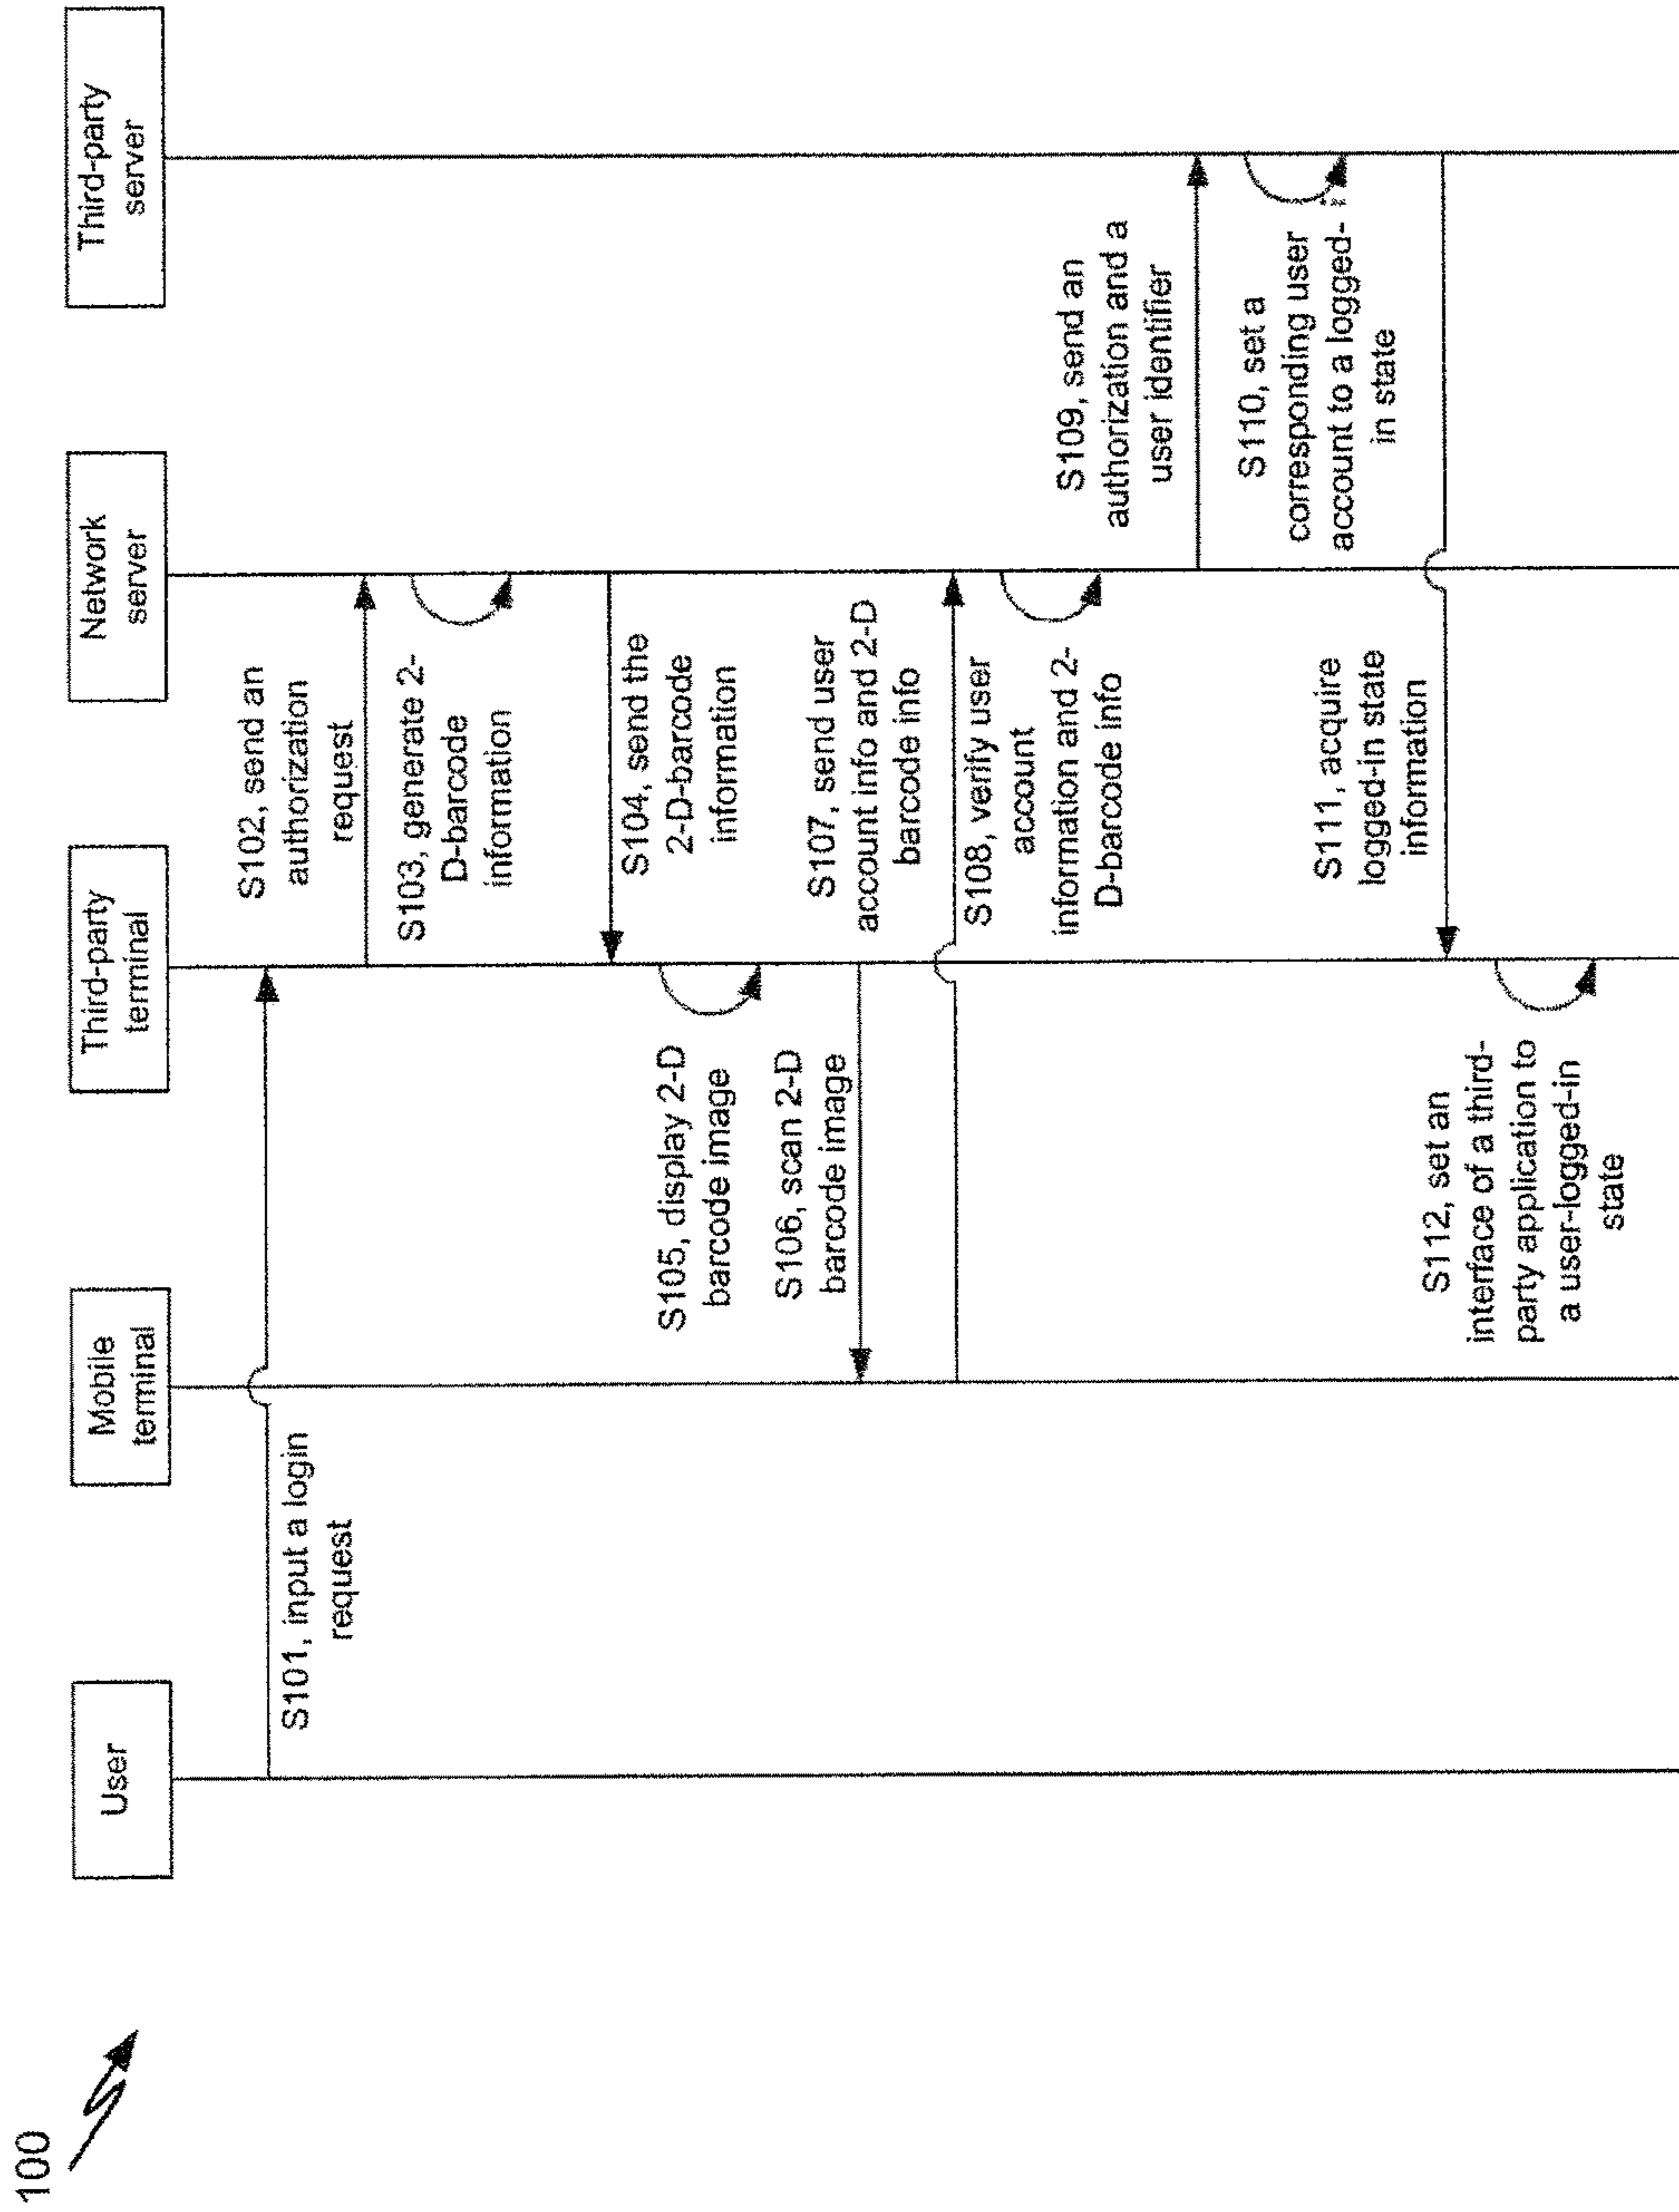 100
User
Mobile
terminal
Third-party
terminal
Network
server
Third-party
server
S101, input a login
request
S102, send an
authorization
request
S103, generate 2-
D-barcode
information
S104, send the
2-D-barcode
information
S105, display 2-D
barcode image
S106, scan 2-D
barcode image
S107, send user
account info and 2-D
barcode info
S108, verify user
account
information and 2-
D-barcode info
S109, send an
authorization and a
user identifier
S110, set a
corresponding user
account to a logged-
in state
S111, acquire
logged-in state
information
S112, set an
interface of a third-
party application to
a user-logged-in
state